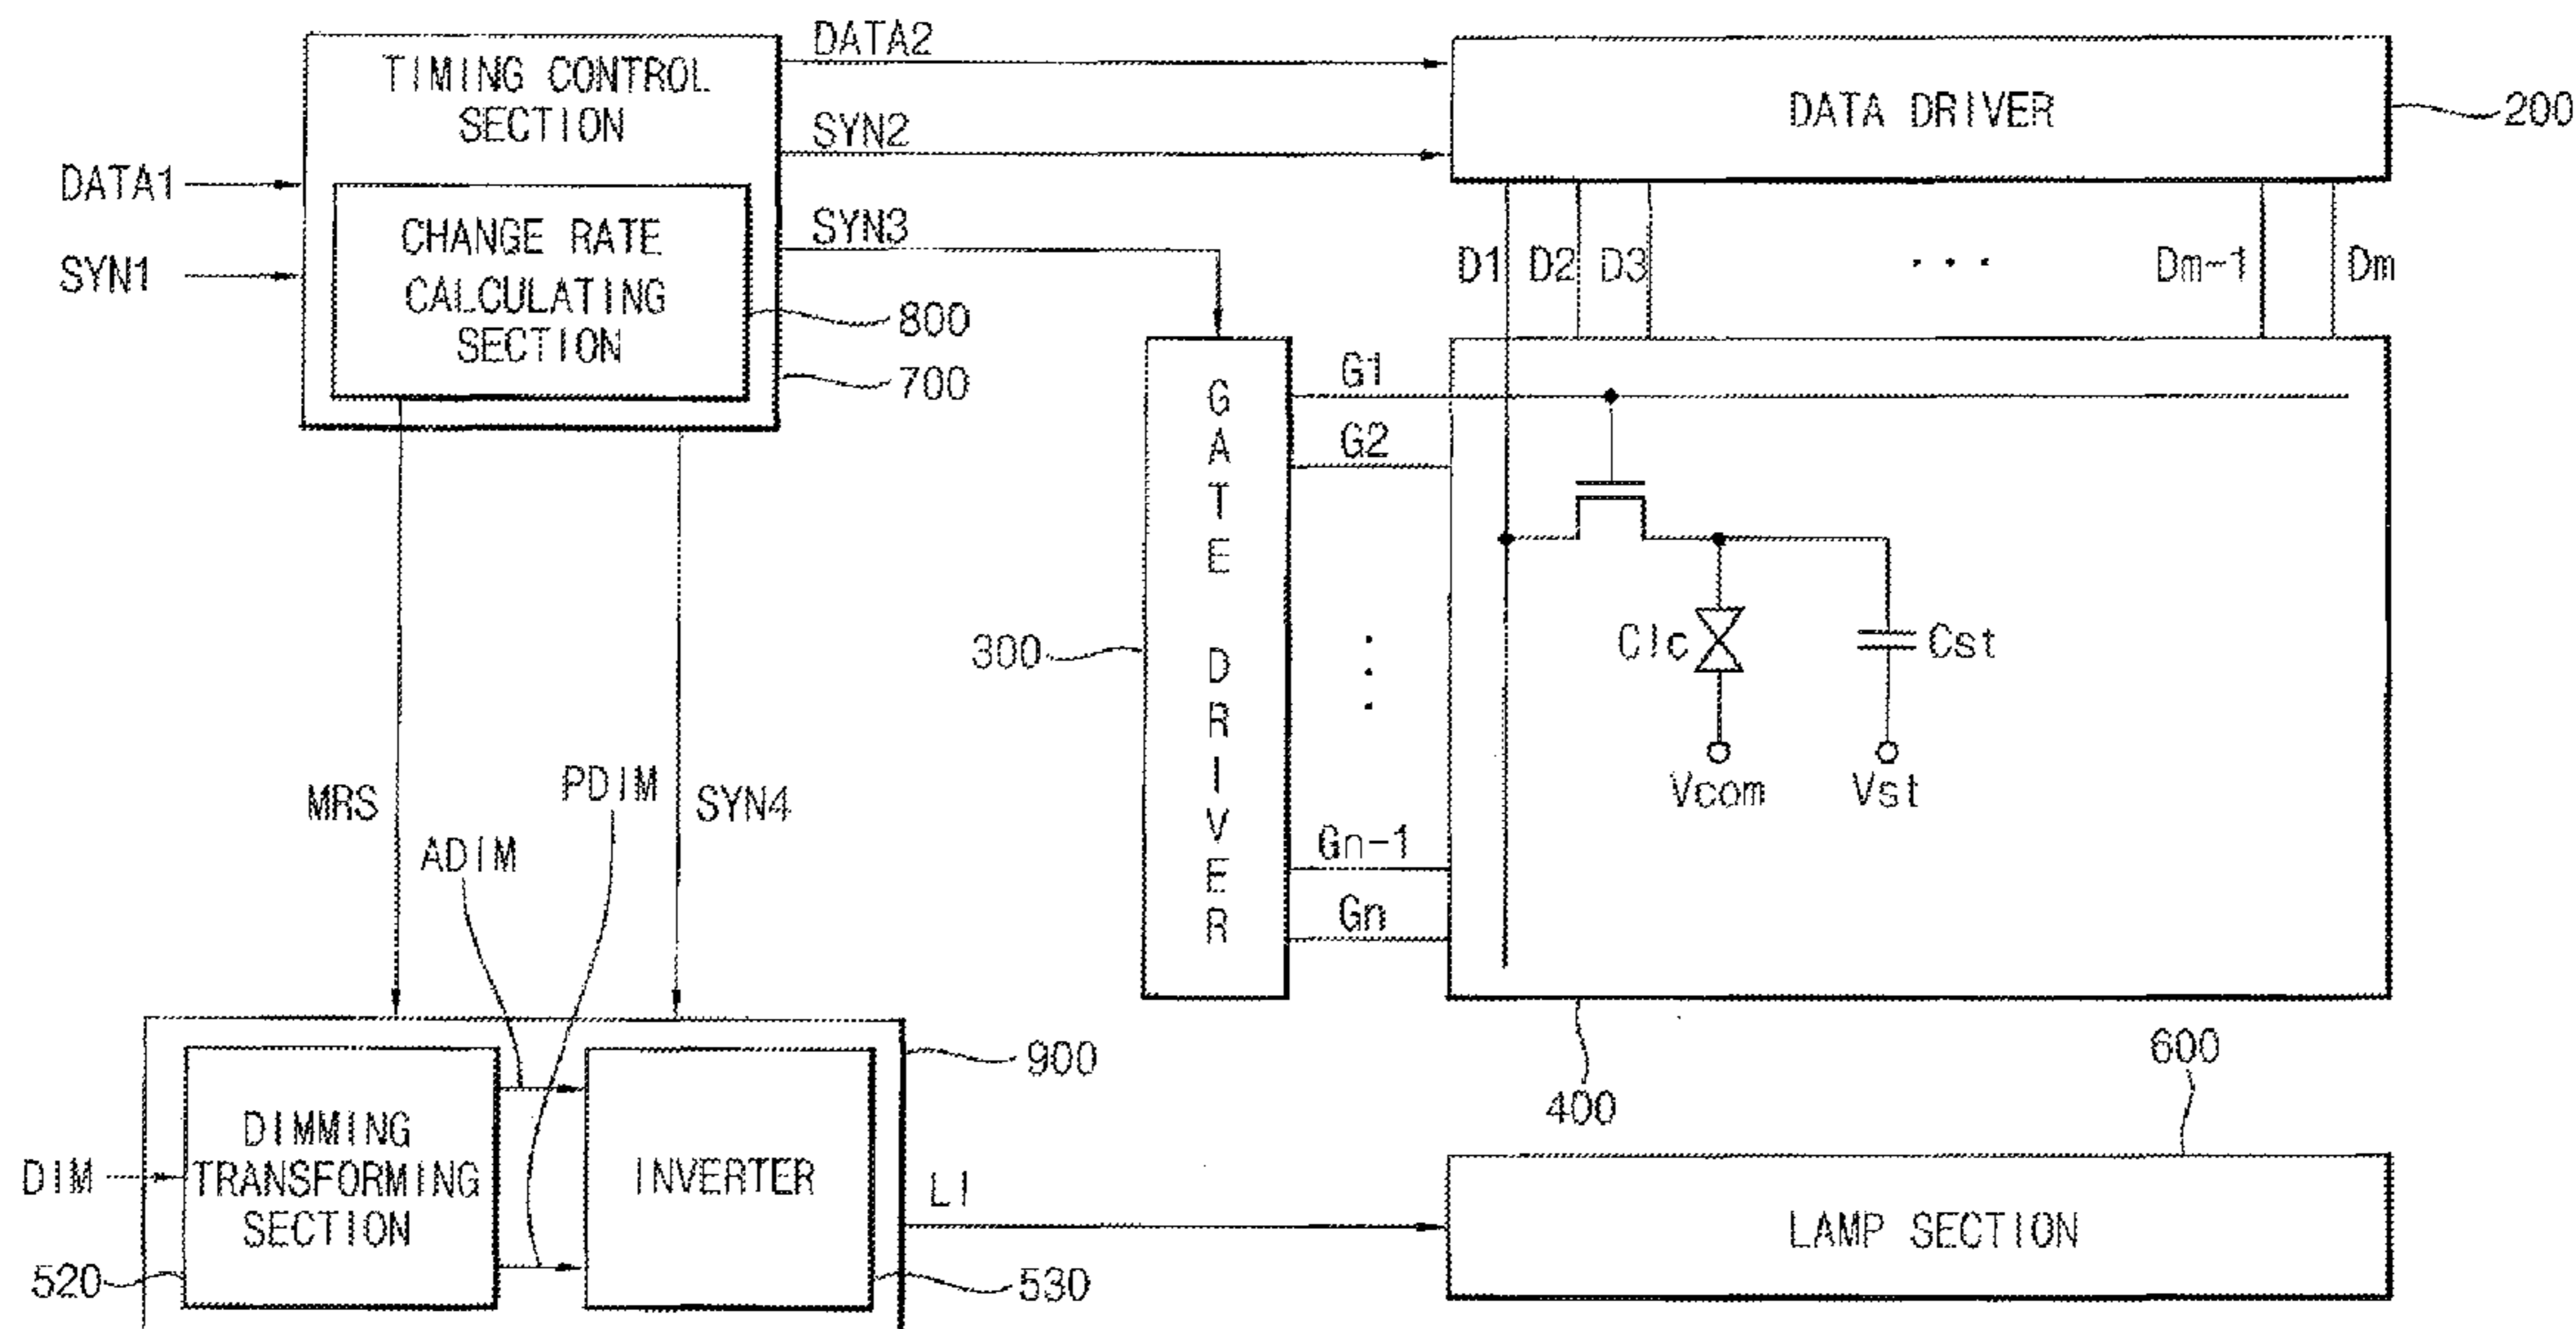 TIMING CONTROL
SECTION
DATA1
SYN1
CHANGE RATE
CALCULATING
SECTION
800
700
DATA2
SYN2
SYN3
DATA DRIVER
200
D1
D2
D3
...
Dm-1
Dm
GATE DRIVER
300
G1
G2
Gn-1
Gn
Clc
Cst
Vcom
Vst
400
MRS
SYN4
ADIM
PDIM
900
DIM
DIMMING
TRANSFORMING
SECTION
520
INVERTER
530
LI
600
LAMP SECTION